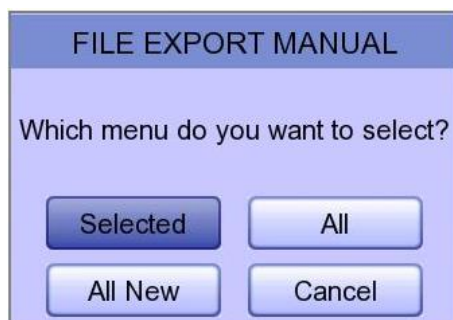 FILE EXPORT MANUAL
Which menu do you want to select?
Selected All
All New Cancel